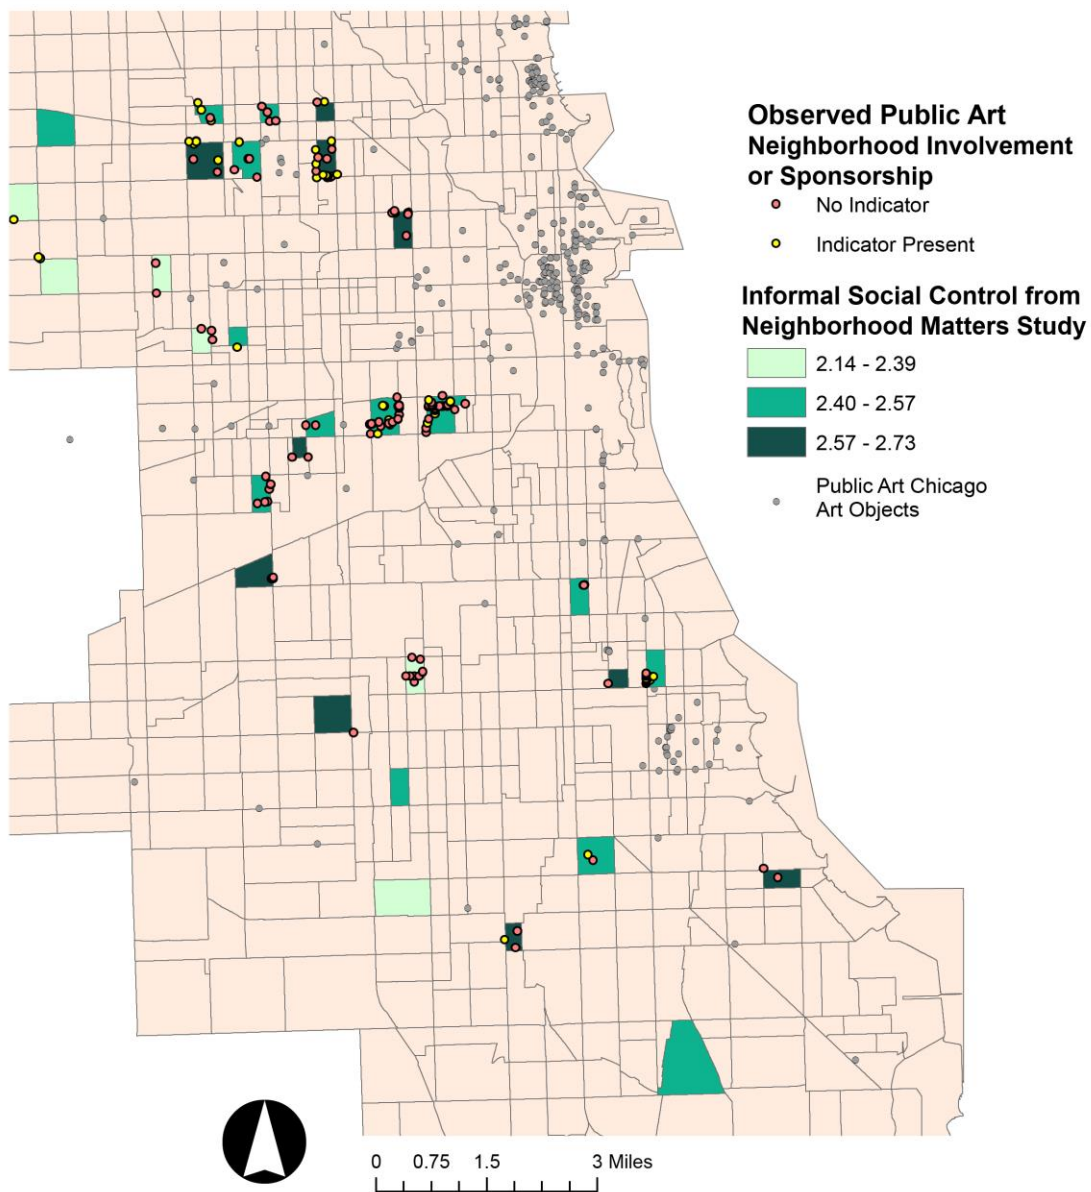 Observed Public Art
Neighborhood Involvement
or Sponsorship
No Indicator
Indicator Present
Informal Social Control from
Neighborhood Matters Study
2.14 - 2.39
2.40 - 2.57
2.57 - 2.73
Public Art Chicago
Art Objects
0 0.75 1.5 3 Miles